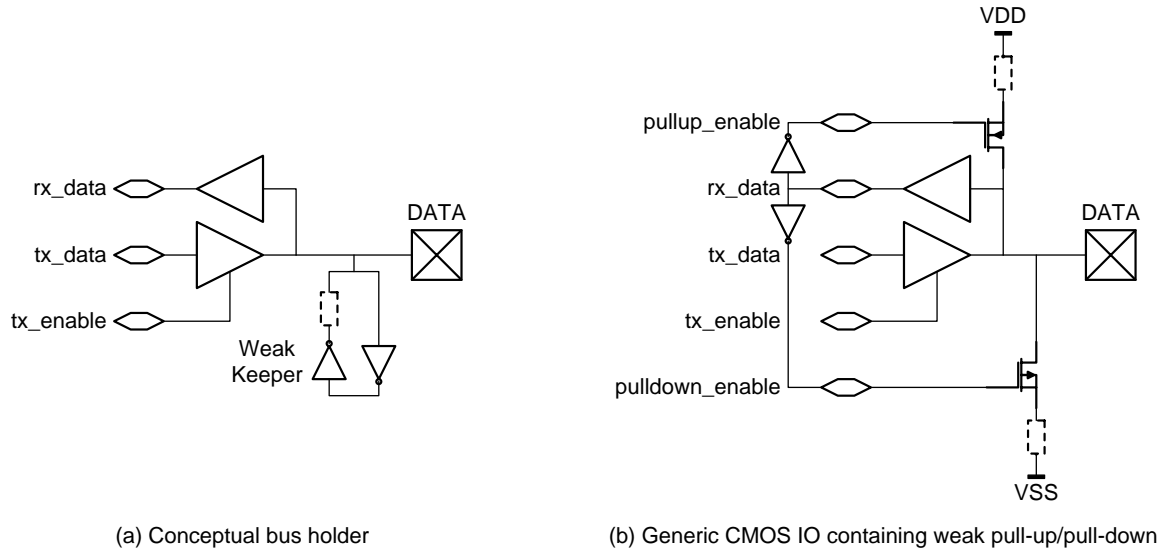 rx_data
DATA
tx_data
tx_enable
Weak
Keeper
(a) Conceptual bus holder
VDD
pullup_enable
rx_data
DATA
tx_data
tx_enable
pulldown_enable
VSS
(b) Generic CMOS IO containing weak pull-up/pull-down